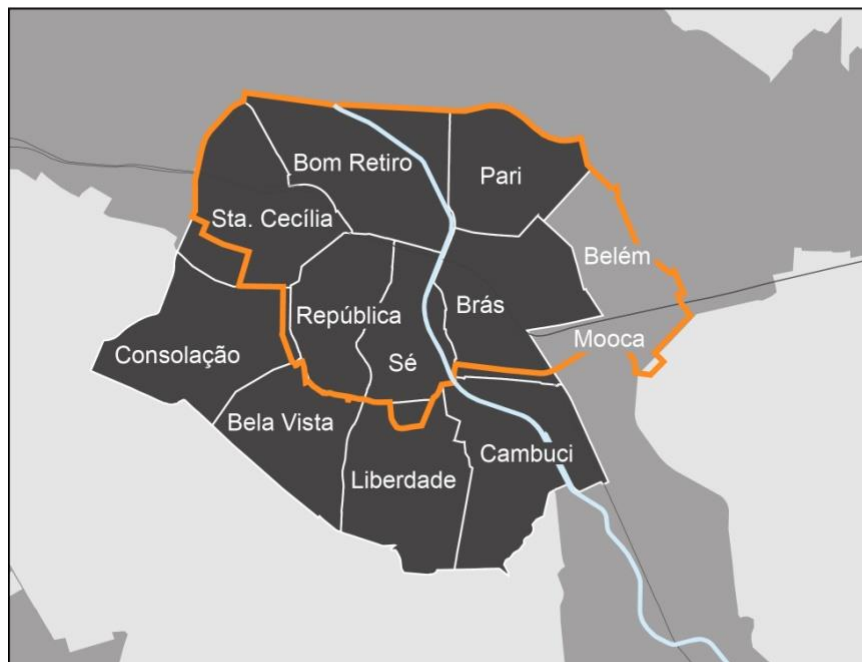 Bom Retiro
Pari
Sta. Cecília
Belém
República
Brás
Mooca
Consolação
Sé
Bela Vista
Cambuci
Liberdade